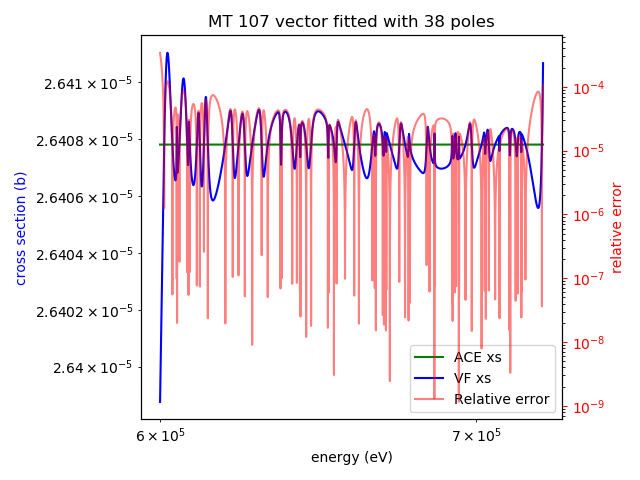 MT 107 vector fitted with 38 poles
cross section (b)
2.641 × 10⁻⁵
2.6408 × 10⁻⁵
2.6406 × 10⁻⁵
2.6404 × 10⁻⁵
2.6402 × 10⁻⁵
2.64 × 10⁻⁵
10⁻⁴
10⁻⁵
10⁻⁶
10⁻⁷
10⁻⁸
10⁻⁹
relative error
ACE xs
VF xs
Relative error
6 × 10⁵
7 × 10⁵
energy (eV)